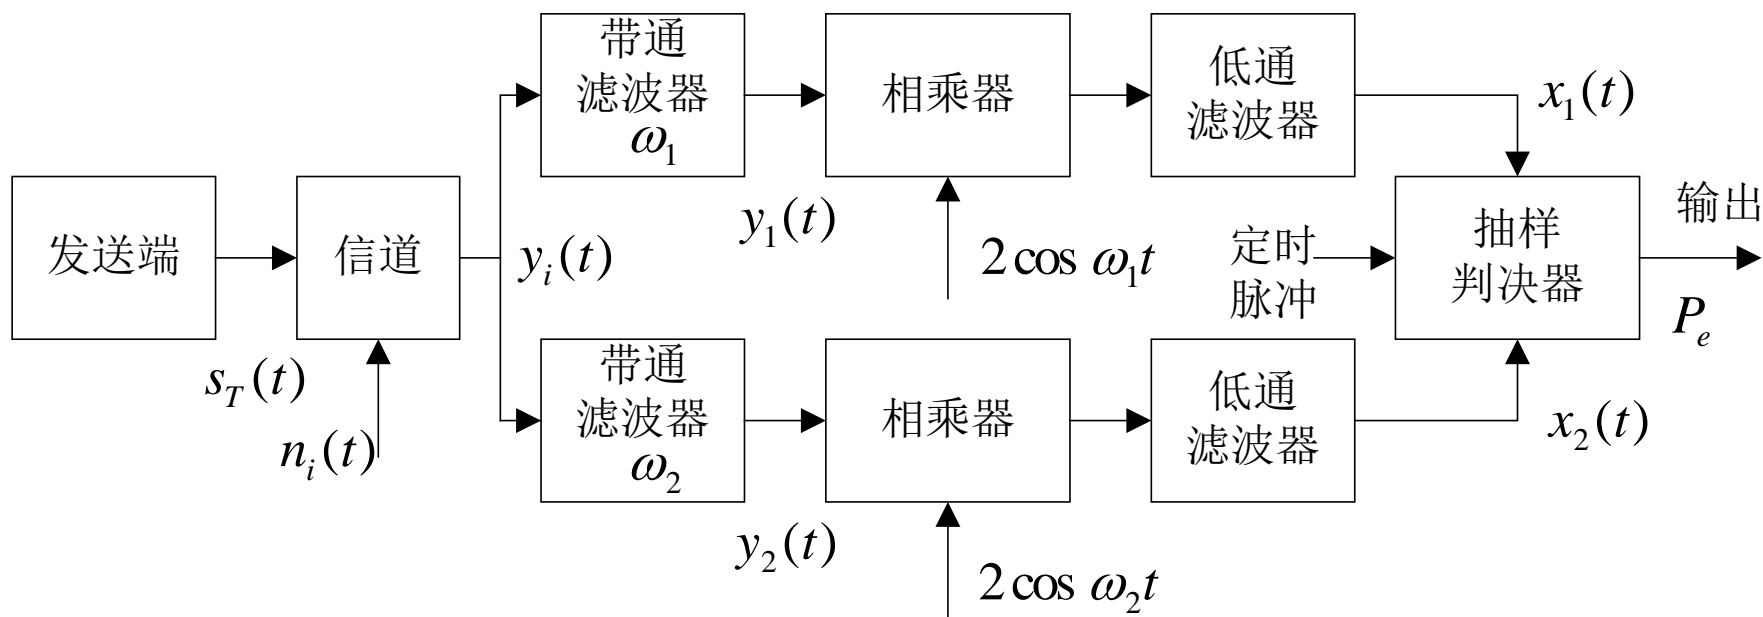 带通
滤波器
ω₁
相乘器
低通
滤波器
x₁(t)
发送端
信道
y₁(t)
yᵢ(t)
2cos ω₁t
定时
脉冲
抽样
判决器
输出
Pₑ
s_T(t)
nᵢ(t)
带通
滤波器
ω₂
相乘器
低通
滤波器
x₂(t)
y₂(t)
2cos ω₂t